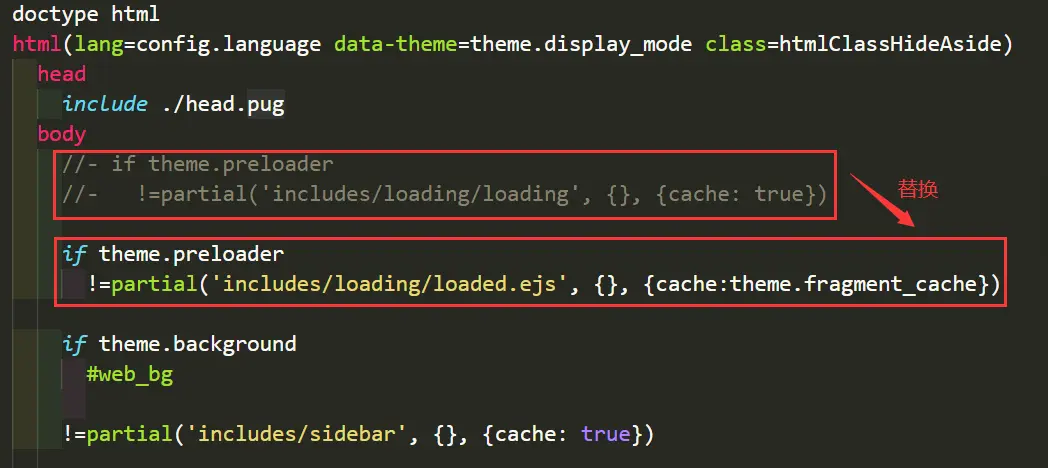 doctype html
html(lang=config.language data-theme=theme.display_mode class=htmlClassHideAside)
  head
    include ./head.pug
  body
    //- if theme.preloader
    //-   !=partial('includes/loading/loading', {}, {cache: true})
替换
    if theme.preloader
      !=partial('includes/loading/loaded.ejs', {}, {cache:theme.fragment_cache})
    if theme.background
      #web_bg
    !=partial('includes/sidebar', {}, {cache: true})